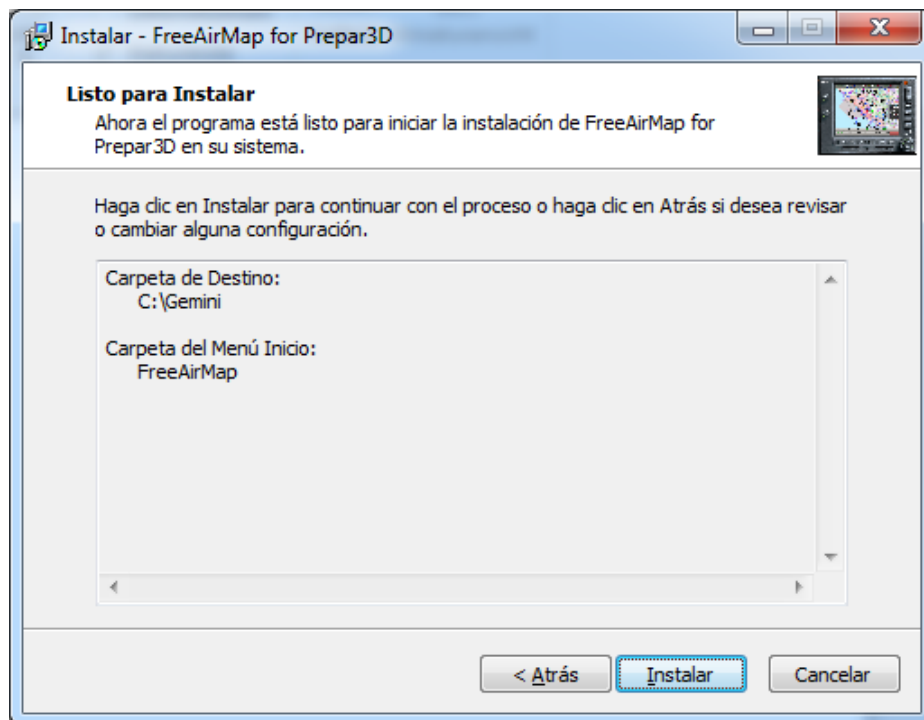 Instalar - FreeAirMap for Prepar3D
Listo para Instalar
Ahora el programa está listo para iniciar la instalación de FreeAirMap for
Prepar3D en su sistema.
Haga clic en Instalar para continuar con el proceso o haga clic en Atrás si desea revisar
o cambiar alguna configuración.
Carpeta de Destino:
C:\Gemini
Carpeta del Menú Inicio:
FreeAirMap
< Atrás
Instalar
Cancelar